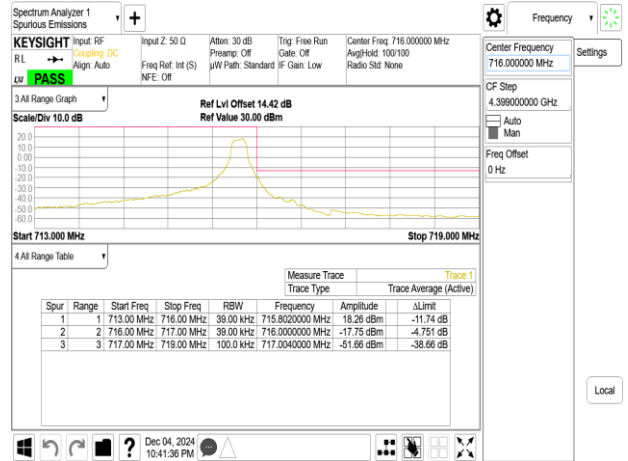 Spectrum Analyzer 1
Spurious Emissions
Frequency
KEYSIGHT
RL
LXI
PASS
Input: RF
Coupling: DC
Align: Auto
Input Z: 50 Ω
Freq Ref: Int (S)
NFE: Off
Atten: 30 dB
Preamp: Off
µW Path: Standard
Trig: Free Run
Gate: Off
IF Gain: Low
Center Freq: 716.000000 MHz
Avg|Hold: 100/100
Radio Std: None
Center Frequency
716.000000 MHz
Settings
CF Step
4.399000000 GHz
Auto
Man
Freq Offset
0 Hz
Local
3 All Range Graph
Scale/Div 10.0 dB
Ref Lvl Offset 14.42 dB
Ref Value 30.00 dBm
20.0
10.0
0.00
-10.0
-20.0
-30.0
-40.0
-50.0
-60.0
Start 713.000 MHz
Stop 719.000 MHz
4 All Range Table
Measure Trace Trace 1
Trace Type Trace Average (Active)
Spur Range Start Freq Stop Freq RBW Frequency Amplitude ΔLimit
1 1 713.00 MHz 716.00 MHz 39.00 kHz 715.8020000 MHz 18.26 dBm -11.74 dB
2 2 716.00 MHz 717.00 MHz 39.00 kHz 716.0000000 MHz -17.75 dBm -4.751 dB
3 3 717.00 MHz 719.00 MHz 100.0 kHz 717.0040000 MHz -51.66 dBm -38.66 dB
?
Dec 04, 2024
10:41:36 PM